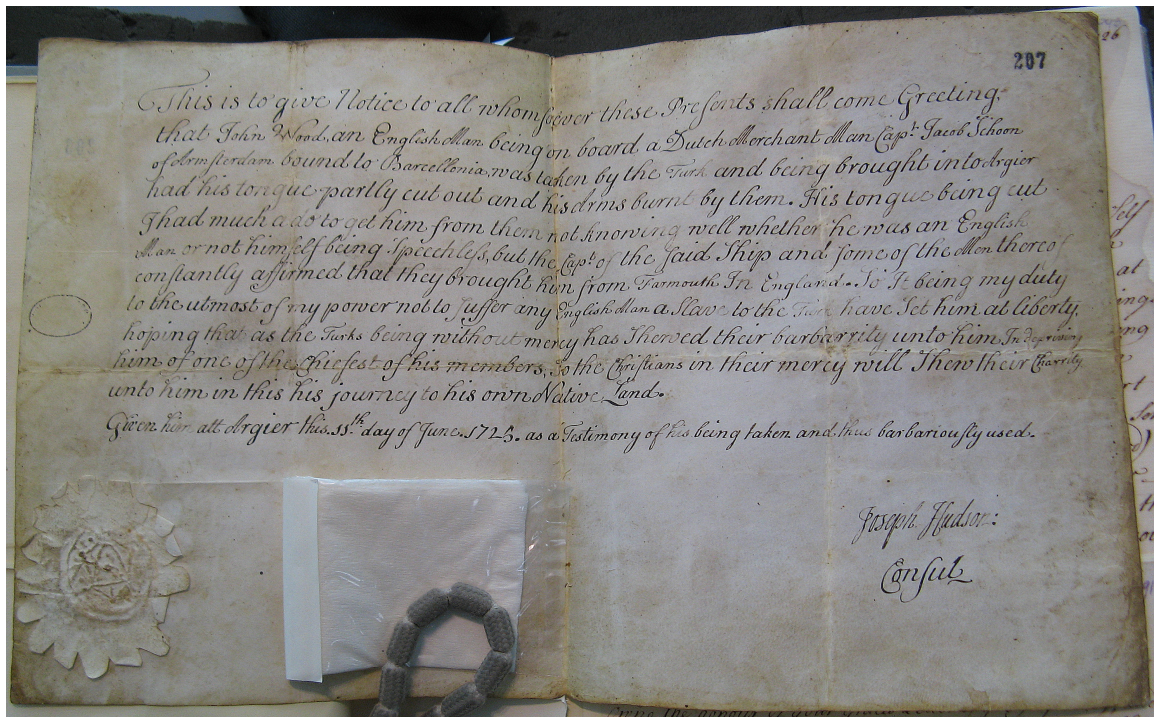 207
26
This is to give Notice to all whomsoever these Presents shall come Greeting.
that John Wood, an English Man being on board a Dutch Merchant Man Capt. Jacob Schoon
of Amsterdam bound to Barcellonia, was taken by the Turk and being brought into Argier
had his tongue partly cut out and his Arms burnt by them. His tongue being cut
I had much ado to get him from them not knowing well whether he was an English
Man or not himself being Speechless, but the Capt. of the said Ship and some of the Men thereof
constantly affirmed that they brought him from Yarmouth In England. So It being my duty
to the utmost of my power not to suffer any English Man a Slave to the Turk have set him at liberty.
hoping that as the Turks being without mercy has shewed their barbarrity unto him In depriving
him of one of the Chiefest of his members, So the Christians in their mercy will shew their Charrity
unto him in this his journey to his own Native Land.
Given him att Argier this 11th day of June. 1725. as a Testimony of his being taken and thus barbariously used.
Joseph Hudson:
Consul